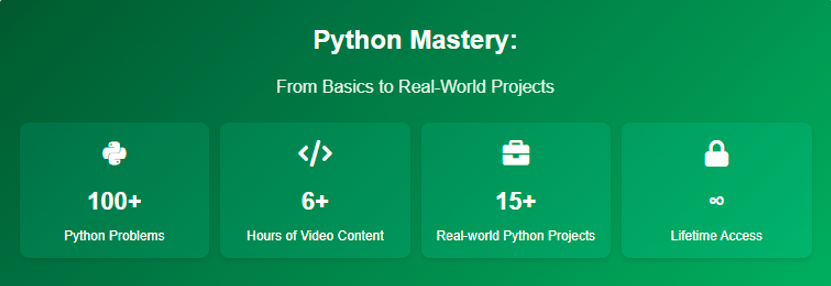 Python Mastery:
From Basics to Real-World Projects
100+
Python Problems
6+
Hours of Video Content
15+
Real-world Python Projects
∞
Lifetime Access